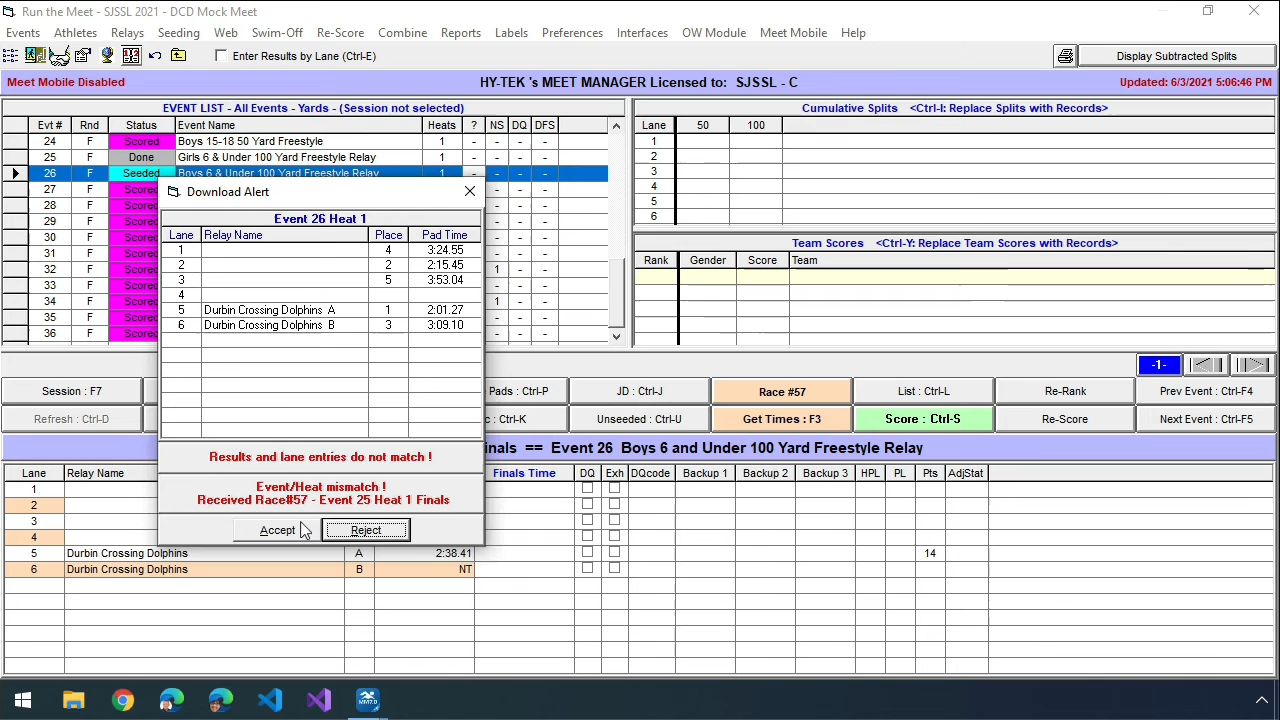 Run the Meet - SJSSL 2021 - DCD Mock Meet
Events Athletes Relays Seeding Web Swim-Off Re-Score Combine Reports Labels Preferences Interfaces OW Module Meet Mobile Help
Enter Results by Lane (Ctrl-E) Display Subtracted Splits
Meet Mobile Disabled HY-TEK 's MEET MANAGER Licensed to: SJSSL - C Updated: 6/3/2021 5:06:46 PM
EVENT LIST - All Events - Yards - (Session not selected)
Evt # Rnd Status Event Name Heats ? NS DQ DFS
24 F Scored Boys 15-18 50 Yard Freestyle 1 - - - -
25 F Done Girls 6 & Under 100 Yard Freestyle Relay 1 - - - -
26 F Seeded Boys 6 & Under 100 Yard Freestyle Relay 1 - - - -
27 F Scored - - -
28 F Scored - - -
29 F Scored - - -
30 F Scored - - -
31 F Scored - - -
32 F Scored 1 - -
33 F Scored - - -
34 F Scored 1 - -
35 F Scored - - -
36 F Scored - - -
Cumulative Splits <Ctrl-I: Replace Splits with Records>
Lane 50 100
1
2
3
4
5
6
Team Scores <Ctrl-Y: Replace Team Scores with Records>
Rank Gender Score Team
Download Alert
Event 26 Heat 1
Lane Relay Name Place Pad Time
1 4 3:24.55
2 2 2:15.45
3 5 3:53.04
4
5 Durbin Crossing Dolphins A 1 2:01.27
6 Durbin Crossing Dolphins B 3 3:09.10
Results and lane entries do not match !
Event/Heat mismatch !
Received Race#57 - Event 25 Heat 1 Finals
Accept Reject
-1-
Session : F7 Pads : Ctrl-P JD : Ctrl-J Race #57 List : Ctrl-L Re-Rank Prev Event : Ctrl-F4
Refresh : Ctrl-D c : Ctrl-K Unseeded : Ctrl-U Get Times : F3 Score : Ctrl-S Re-Score Next Event : Ctrl-F5
nals == Event 26 Boys 6 and Under 100 Yard Freestyle Relay
Lane Relay Name Finals Time DQ Exh DQcode Backup 1 Backup 2 Backup 3 HPL PL Pts AdjStat
1
2
3
4
5 Durbin Crossing Dolphins A 2:38.41 14
6 Durbin Crossing Dolphins B NT